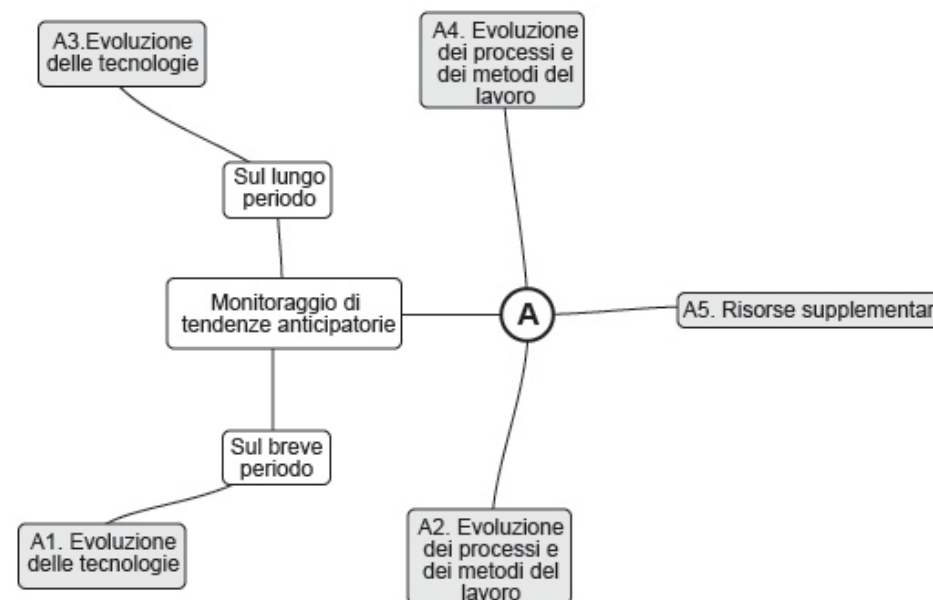 A3.Evoluzione
delle tecnologie
A4. Evoluzione
dei processi e
dei metodi del
lavoro
Sul lungo
periodo
Monitoraggio di
tendenze anticipatorie
A
A5. Risorse supplementar
Sul breve
periodo
A1. Evoluzione
delle tecnologie
A2. Evoluzione
dei processi e
dei metodi del
lavoro